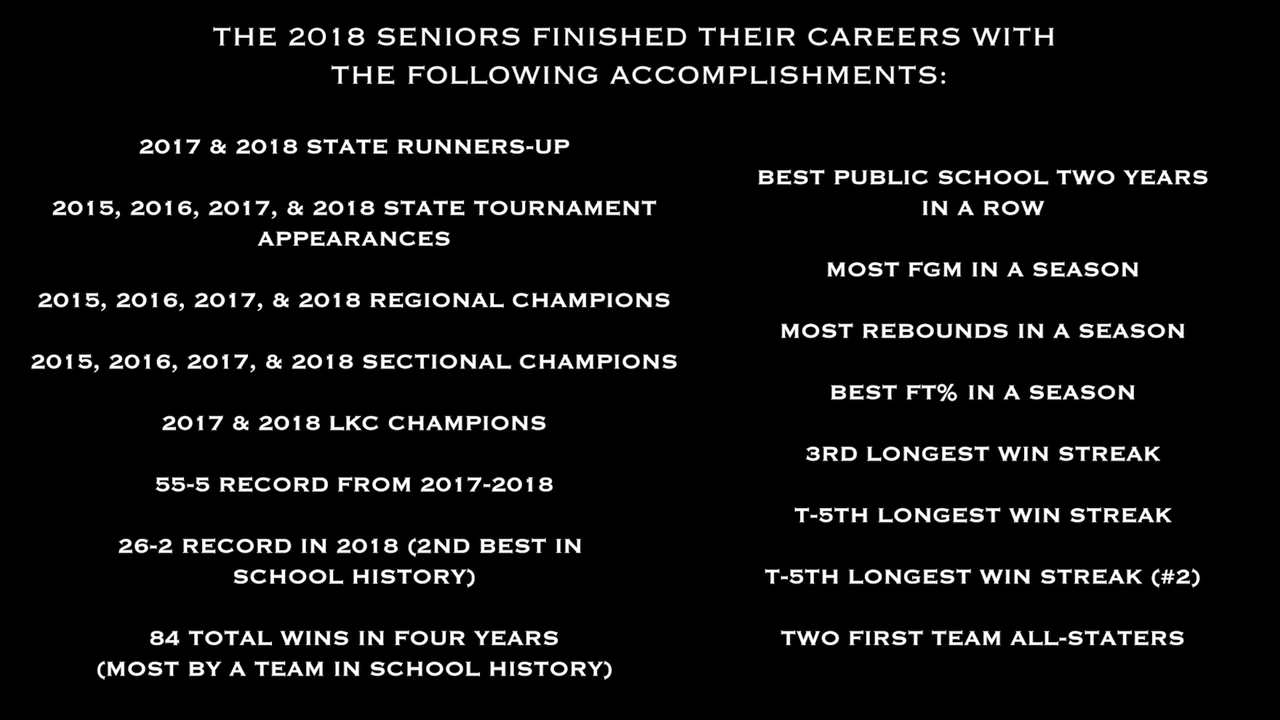 THE 2018 SENIORS FINISHED THEIR CAREERS WITH
THE FOLLOWING ACCOMPLISHMENTS:
2017 & 2018 STATE RUNNERS-UP
2015, 2016, 2017, & 2018 STATE TOURNAMENT
APPEARANCES
2015, 2016, 2017, & 2018 REGIONAL CHAMPIONS
2015, 2016, 2017, & 2018 SECTIONAL CHAMPIONS
2017 & 2018 LKC CHAMPIONS
55-5 RECORD FROM 2017-2018
26-2 RECORD IN 2018 (2ND BEST IN
SCHOOL HISTORY)
84 TOTAL WINS IN FOUR YEARS
(MOST BY A TEAM IN SCHOOL HISTORY)
BEST PUBLIC SCHOOL TWO YEARS
IN A ROW
MOST FGM IN A SEASON
MOST REBOUNDS IN A SEASON
BEST FT% IN A SEASON
3RD LONGEST WIN STREAK
T-5TH LONGEST WIN STREAK
T-5TH LONGEST WIN STREAK (#2)
TWO FIRST TEAM ALL-STATERS